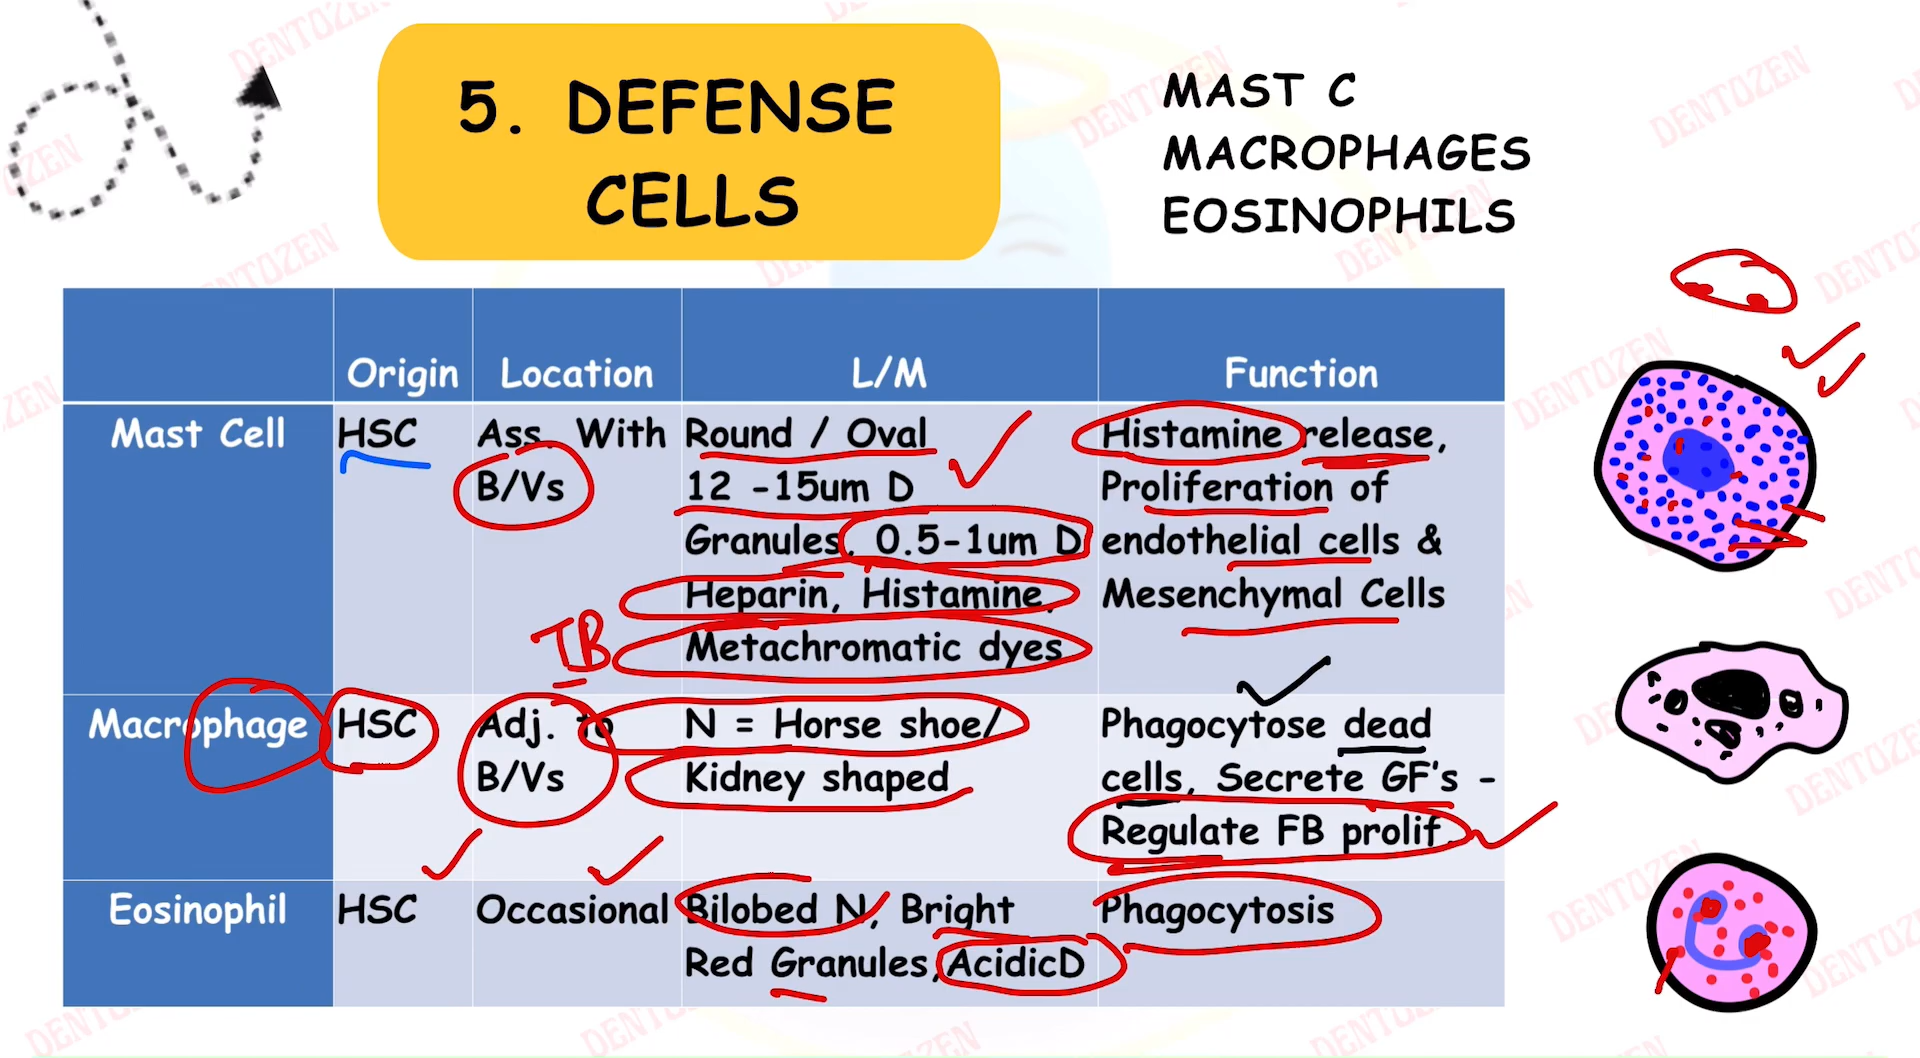 5. DEFENSE
CELLS
MAST C
MACROPHAGES
EOSINOPHILS
Origin Location L/M Function
Mast Cell
HSC
Ass. With
B/Vs
Round / Oval
12 -15um D
Granules, 0.5-1um D
Heparin, Histamine,
Metachromatic dyes
Histamine release,
Proliferation of
endothelial cells &
Mesenchymal Cells
TB
Macrophage
HSC
Adj. to
B/Vs
N = Horse shoe/
Kidney shaped
Phagocytose dead
cells, Secrete GF's -
Regulate FB prolif.
Eosinophil
HSC
Occasional
Bilobed N, Bright
Red Granules, AcidicD
Phagocytosis
DENTOZEN